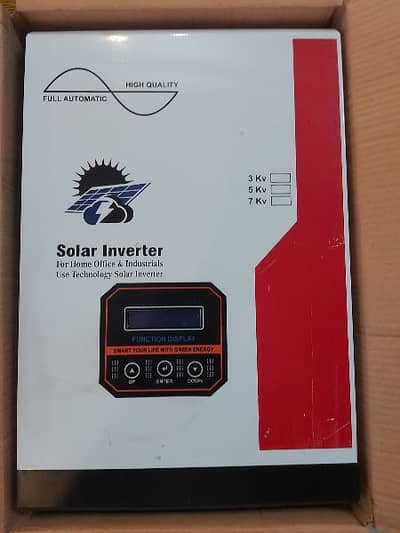 HIGH QUALITY
FULL AUTOMATIC
3 Kv
5 Kv
7 Kv
Solar Inverter
For Home Office & Industrials
Use Technology Solar Inverter
FUNCTION DISPLAY
SMART YOUR LIFE WITH GREEN ENERGY
UP ENTER DOWN